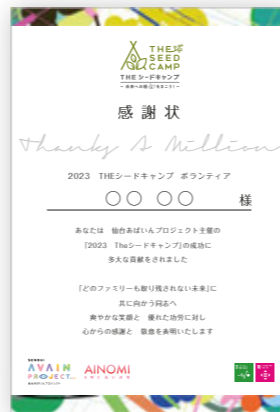 THE
SEED
CAMP
THE シードキャンプ
感謝状
Thanks A Million
2023 THEシードキャンプ ボランティア
〇〇 〇〇 様
あなたは 仙台あばいんプロジェクト主催の
『2023 Theシードキャンプ』の成功に
多大な貢献をされました
『どのファミリーも取り残されない未来』に
共に向かう同志へ
爽やかな笑顔と 優れた功労に対し
心からの感謝と 敬意を表明いたします
AVAIN
PROJECT
AINOMI